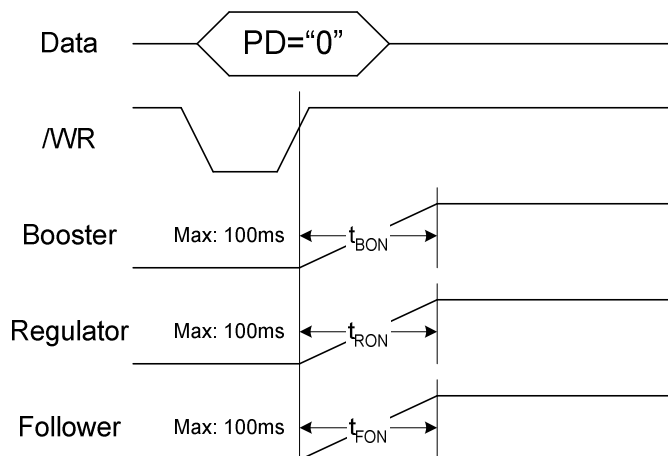 Data PD=“0”
/WR
Booster Max: 100ms tBON
Regulator Max: 100ms tRON
Follower Max: 100ms tFON